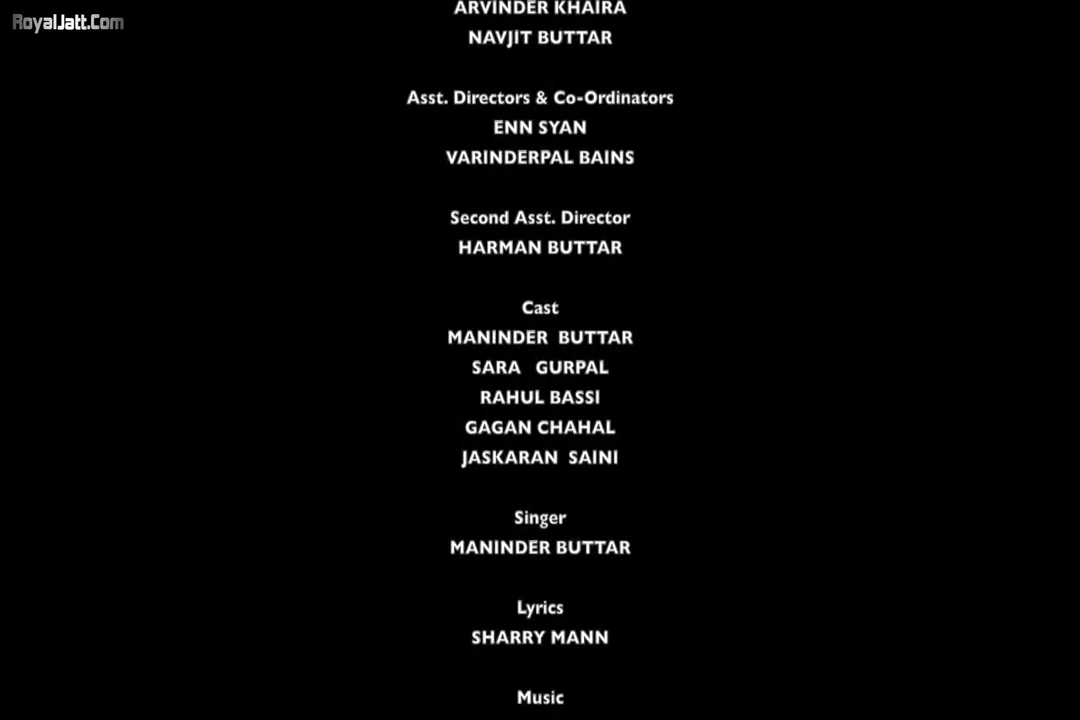 RoyalJatt.Com
ARVINDER KHAIRA
NAVJIT BUTTAR
Asst. Directors & Co-Ordinators
ENN SYAN
VARINDERPAL BAINS
Second Asst. Director
HARMAN BUTTAR
Cast
MANINDER BUTTAR
SARA GURPAL
RAHUL BASSI
GAGAN CHAHAL
JASKARAN SAINI
Singer
MANINDER BUTTAR
Lyrics
SHARRY MANN
Music